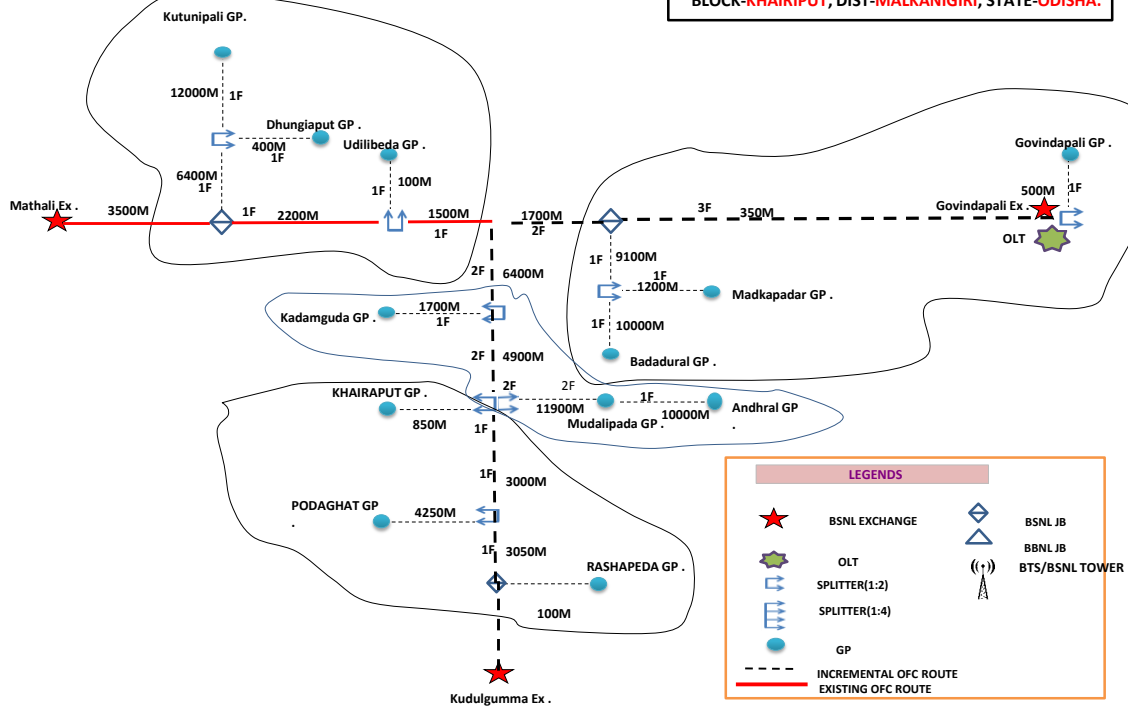 BLOCK-KHAIRIPUT, DIST-MALKANIGIRI, STATE-ODISHA.
Kutunipali GP .
12000M 1F
Dhungiaput GP .
400M
1F
Udilibeda GP .
6400M
1F
1F 100M
Mathali Ex .
3500M
1F
2200M
1500M
1F
1700M
2F
3F 350M
Govindapali GP .
500M 1F
Govindapali Ex .
OLT
1F 9100M
1F
1200M
Madkapadar GP .
1F 10000M
Badadural GP .
2F 6400M
1700M
1F
Kadamguda GP .
2F 4900M
KHAIRAPUT GP .
850M
1F
2F
2F
11900M
Mudalipada GP .
1F
10000M
Andhral GP
.
1F 3000M
PODAGHAT GP
.
4250M
1F 3050M
RASHAPEDA GP .
100M
Kudulgumma Ex .
LEGENDS
BSNL EXCHANGE
BSNL JB
BBNL JB
OLT
BTS/BSNL TOWER
SPLITTER(1:2)
SPLITTER(1:4)
GP
INCREMENTAL OFC ROUTE
EXISTING OFC ROUTE